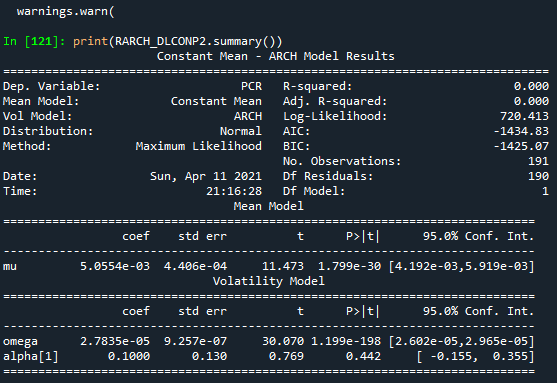 warnings.warn(
In [121]: print(RARCH_DLCONP2.summary())
Constant Mean - ARCH Model Results
==============================================================================
Dep. Variable:                    PCR   R-squared:                       0.000
Mean Model:             Constant Mean   Adj. R-squared:                  0.000
Vol Model:                       ARCH   Log-Likelihood:                720.413
Distribution:                  Normal   AIC:                          -1434.83
Method:            Maximum Likelihood   BIC:                          -1425.07
No. Observations:                  191
Date:                Sun, Apr 11 2021   Df Residuals:                      190
Time:                        21:16:28   Df Model:                            1
Mean Model
============================================================================
coef    std err          t      P>|t|      95.0% Conf. Int.
----------------------------------------------------------------------------
mu         5.0554e-03  4.406e-04     11.473  1.799e-30 [4.192e-03,5.919e-03]
Volatility Model
============================================================================
coef    std err          t      P>|t|      95.0% Conf. Int.
----------------------------------------------------------------------------
omega      2.7835e-05  9.257e-07     30.070 1.199e-198 [2.602e-05,2.965e-05]
alpha[1]       0.1000      0.130      0.769      0.442     [ -0.155,  0.355]
============================================================================